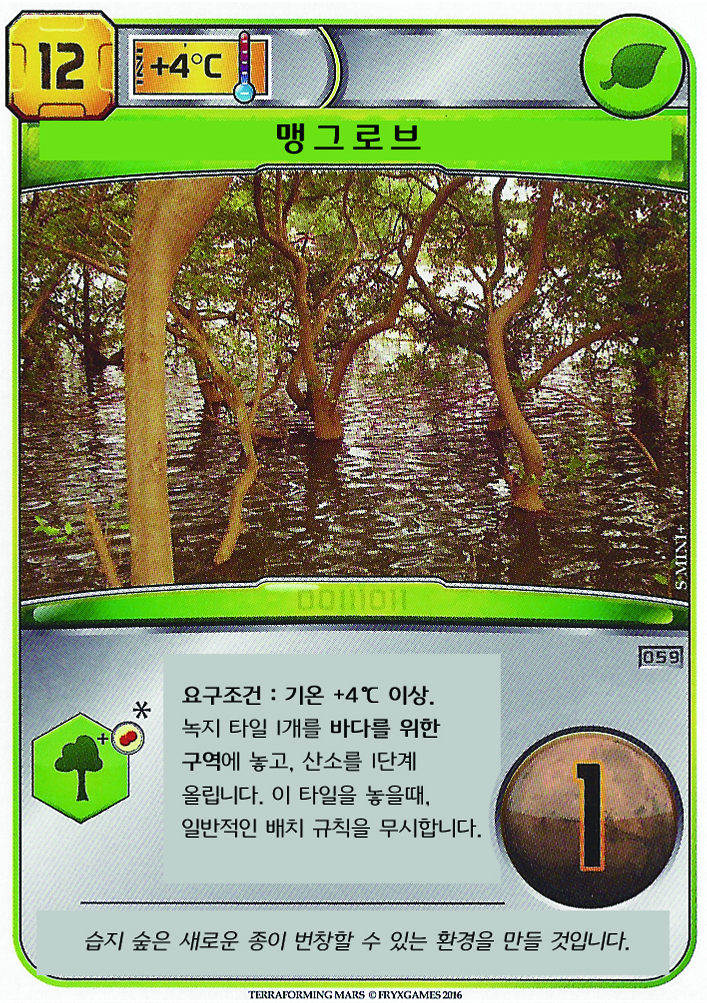 12
+4°C
맹그로브
S-MINI+
00111011
059
*
요구조건 : 기온 +4℃ 이상.
녹지 타일 1개를 바다를 위한
+
구역에 놓고, 산소를 1단계
올립니다. 이 타일을 놓을때,
일반적인 배치 규칙을 무시합니다.
1
습지 숲은 새로운 종이 번창할 수 있는 환경을 만들 것입니다.
TERRAFORMING MARS © FRYXGAMES 2016